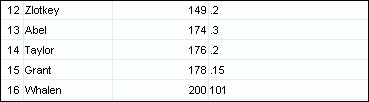 12 Zlotkey 149 .2
13 Abel 174 .3
14 Taylor 176 .2
15 Grant 178 .15
16 Whalen 200 101